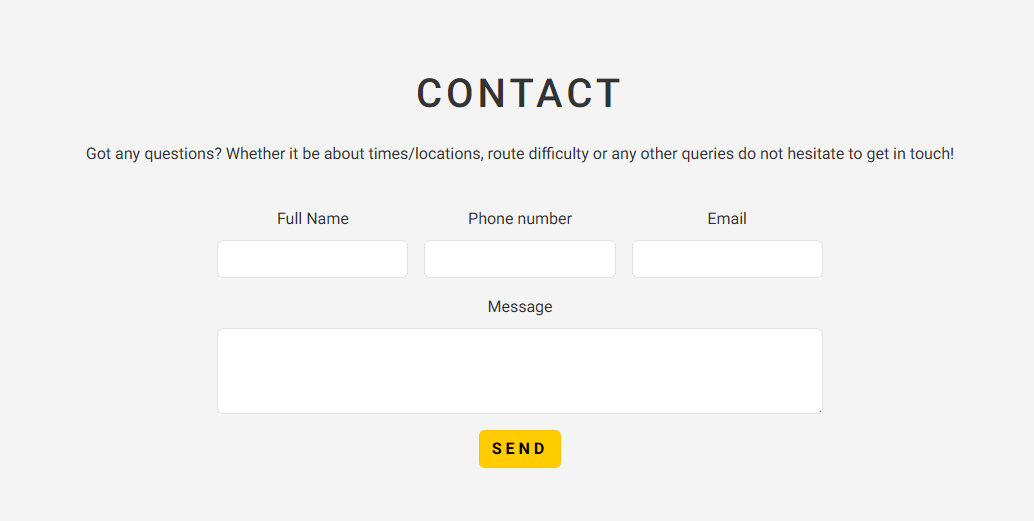 CONTACT
Got any questions? Whether it be about times/locations, route difficulty or any other queries do not hesitate to get in touch!
Full Name
Phone number
Email
Message
SEND